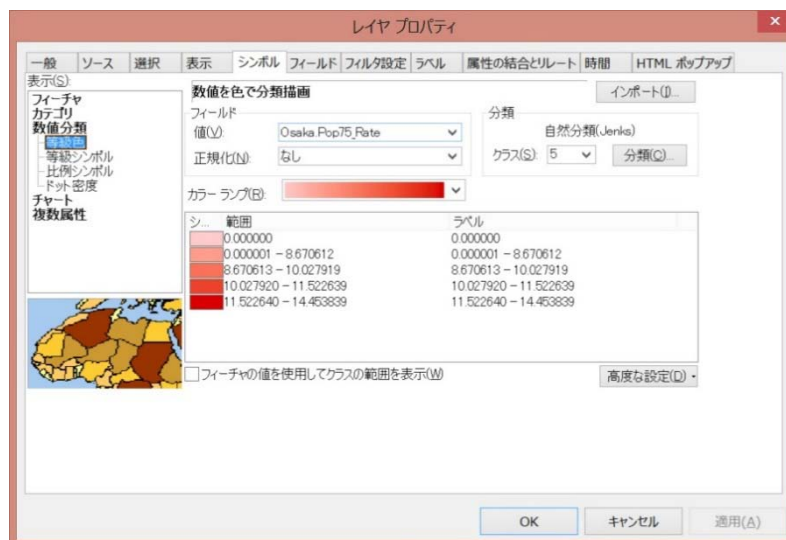 レイヤ プロパティ
×
一般 ソース 選択 表示 シンボル フィールド フィルタ設定 ラベル 属性の結合とリレート 時間 HTML ポップアップ
表示(S):
フィーチャ
カテゴリ
数値分類
等級色
等級シンボル
比例シンボル
ドット密度
チャート
複数属性
数値を色で分類描画
インポート(I)...
フィールド
値(V): Osaka.Pop75_Rate
正規化(N): なし
分類
自然分類(Jenks)
クラス(S): 5 分類(C)...
カラー ランプ(R):
シ... 範囲 ラベル
0.000000 0.000000
0.000001 - 8.670612 0.000001 - 8.670612
8.670613 - 10.027919 8.670613 - 10.027919
10.027920 - 11.522639 10.027920 - 11.522639
11.522640 - 14.453839 11.522640 - 14.453839
フィーチャの値を使用してクラスの範囲を表示(W)
高度な設定(D)
OK キャンセル 適用(A)